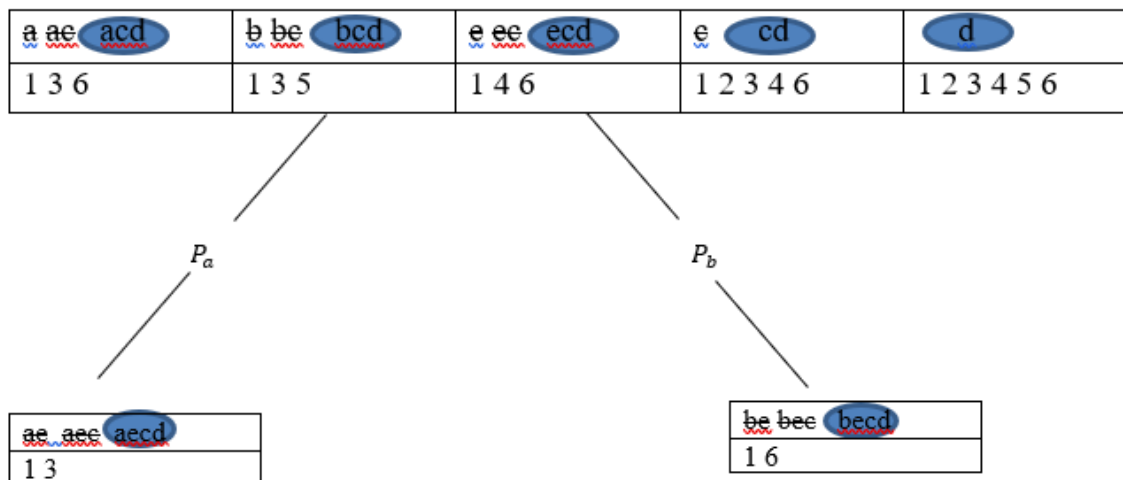 a ac acd b bc bcd e ec ecd c cd d
1 3 6 1 3 5 1 4 6 1 2 3 4 6 1 2 3 4 5 6
Pₐ P_b
ae aec aecd be bec becd
1 3 1 6